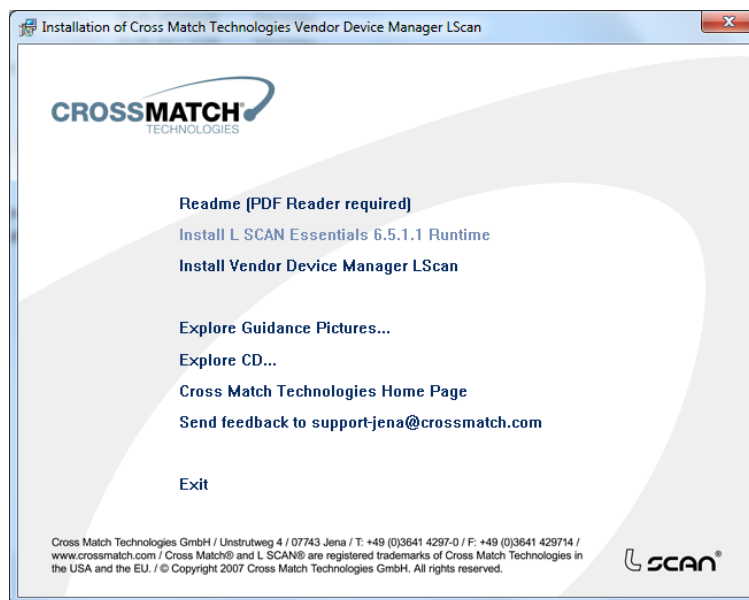 Installation of Cross Match Technologies Vendor Device Manager LScan
CROSSMATCH®
TECHNOLOGIES
Readme (PDF Reader required)
Install L SCAN Essentials 6.5.1.1 Runtime
Install Vendor Device Manager LScan
Explore Guidance Pictures...
Explore CD...
Cross Match Technologies Home Page
Send feedback to support-jena@crossmatch.com
Exit
Cross Match Technologies GmbH / Unstrutweg 4 / 07743 Jena / T: +49 (0)3641 4297-0 / F: +49 (0)3641 429714 /
www.crossmatch.com / Cross Match® and L SCAN® are registered trademarks of Cross Match Technologies in
the USA and the EU. / © Copyright 2007 Cross Match Technologies GmbH. All rights reserved.
L SCAN®